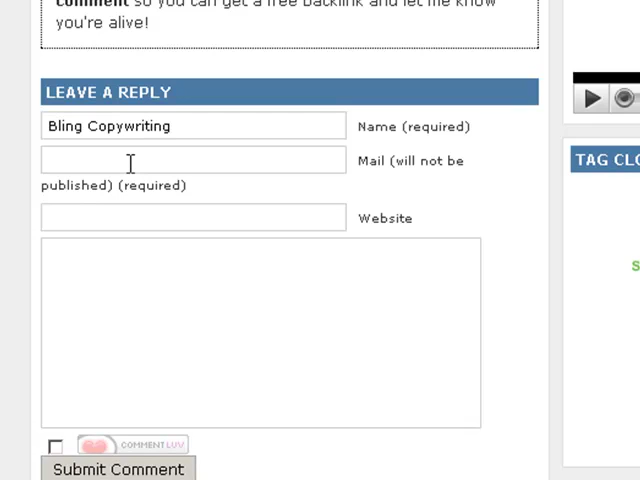 comment so you can get a free backlink and let me know
you're alive!
LEAVE A REPLY
Bling Copywriting
Name (required)
Mail (will not be
published) (required)
Website
COMMENTLUV
Submit Comment
TAG CLO
S